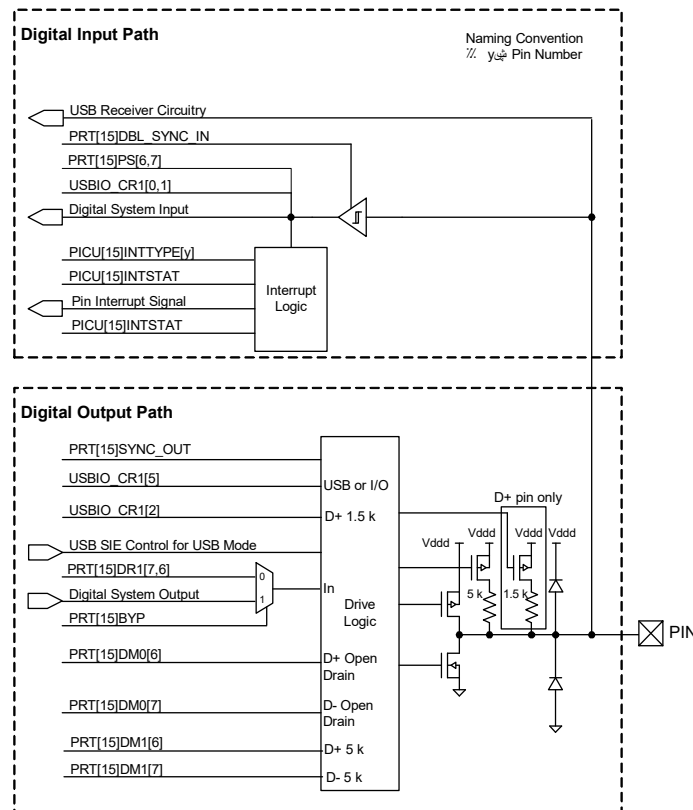 Digital Input Path
Naming Convention
Pin Number
USB Receiver Circuitry
PRT[15]DBL_SYNC_IN
PRT[15]PS[6,7]
USBIO_CR1[0,1]
Digital System Input
PICU[15]INTTYPE[y]
PICU[15]INTSTAT
Pin Interrupt Signal
PICU[15]INTSTAT
Interrupt
Logic
Digital Output Path
PRT[15]SYNC_OUT
USBIO_CR1[5]
USB or I/O
USBIO_CR1[2]
D+ 1.5 k
D+ pin only
Vddd
Vddd
Vddd
Vddd
USB SIE Control for USB Mode
PRT[15]DR1[7,6]
0
Digital System Output
1
PRT[15]BYP
In
Drive
Logic
5 k
1.5 k
PIN
PRT[15]DM0[6]
D+ Open
Drain
PRT[15]DM0[7]
D- Open
Drain
PRT[15]DM1[6]
D+ 5 k
PRT[15]DM1[7]
D- 5 k